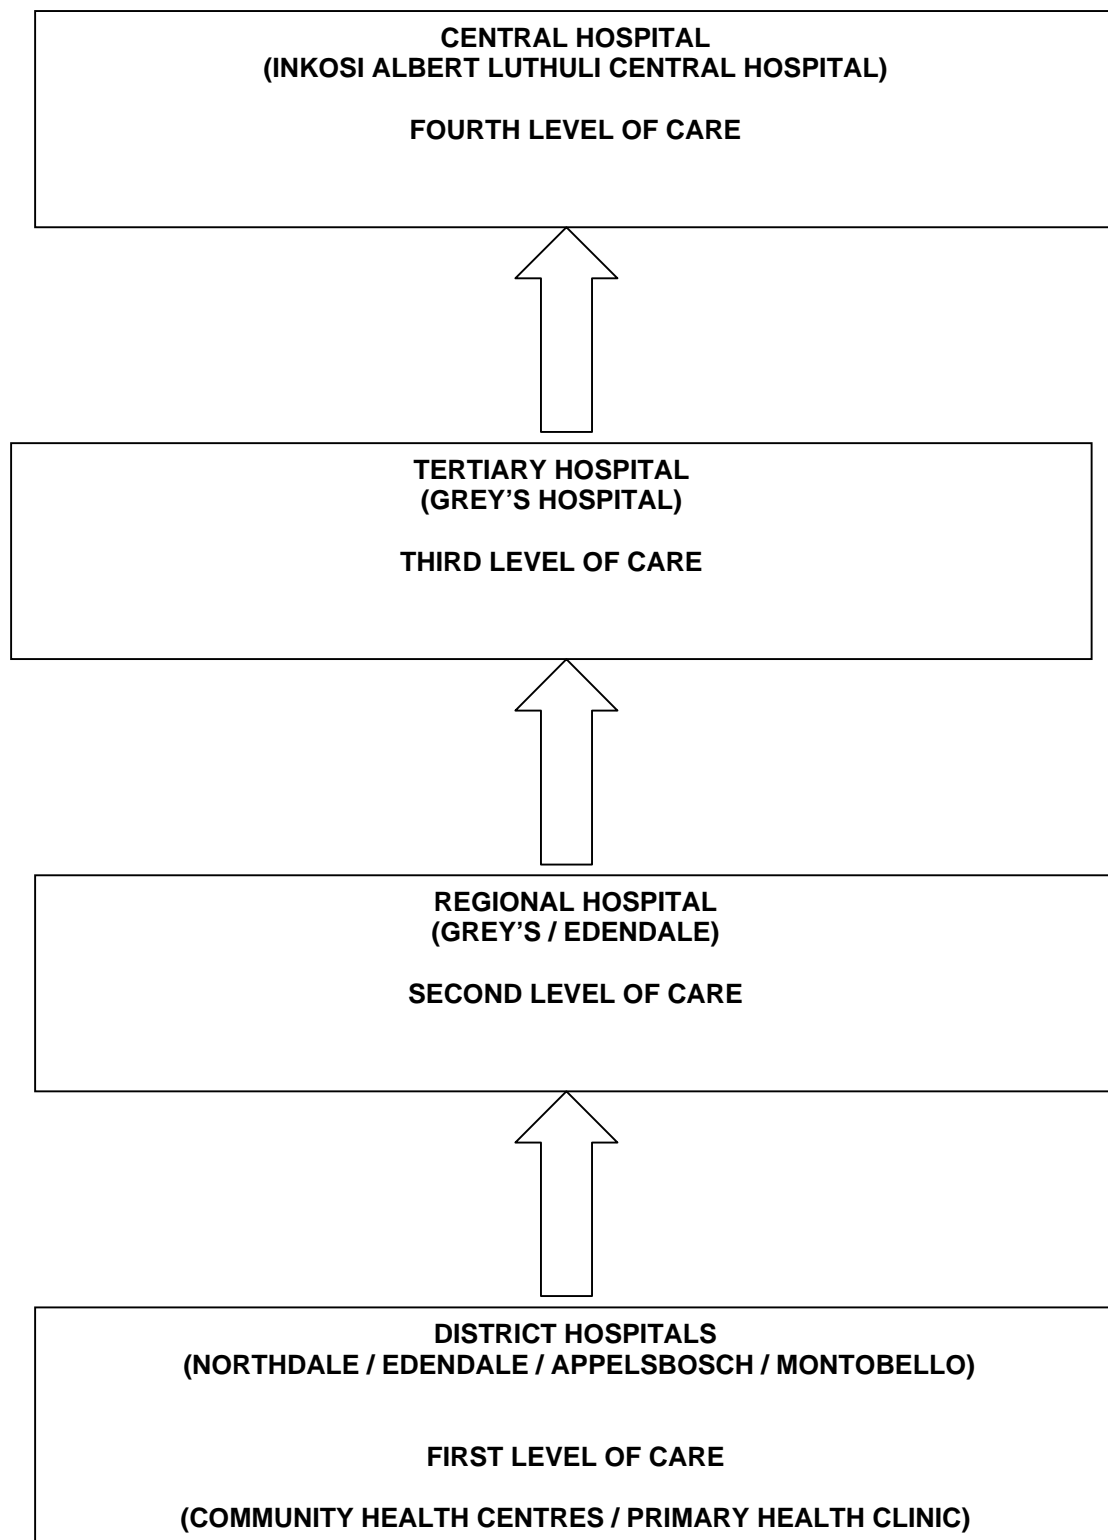 CENTRAL HOSPITAL
(INKOSI ALBERT LUTHULI CENTRAL HOSPITAL)
FOURTH LEVEL OF CARE
TERTIARY HOSPITAL
(GREY’S HOSPITAL)
THIRD LEVEL OF CARE
REGIONAL HOSPITAL
(GREY’S / EDENDALE)
SECOND LEVEL OF CARE
DISTRICT HOSPITALS
(NORTHDALE / EDENDALE / APPELSBOSCH / MONTOBELLO)
FIRST LEVEL OF CARE
(COMMUNITY HEALTH CENTRES / PRIMARY HEALTH CLINIC)